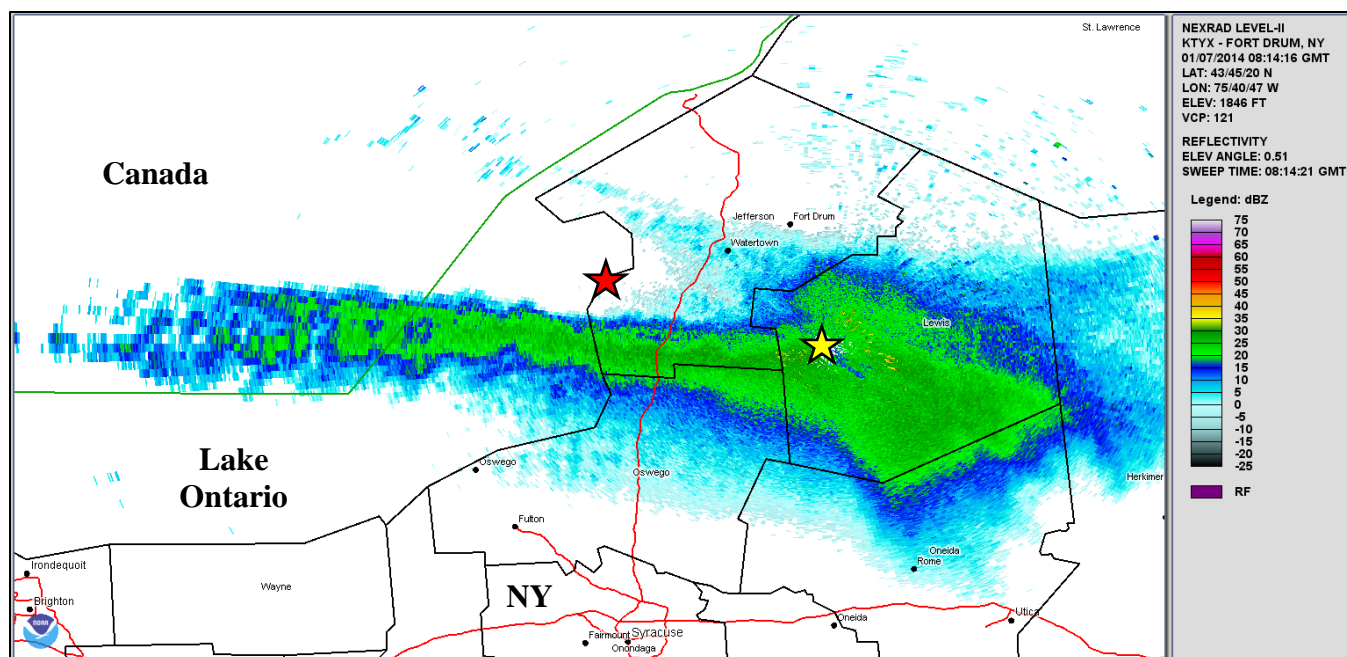 St. Lawrence
Canada
Jefferson
Fort Drum
Watertown
Lewis
Lake
Ontario
Oswego
Oswego
Herkimer
Fulton
Oneida
Rome
Irondequoit
Wayne
NY
Brighton
NOAA
Utica
Oneida
Syracuse
Fairmount
Onondaga
NEXRAD LEVEL-II
KTYX - FORT DRUM, NY
01/07/2014 08:14:16 GMT
LAT: 43/45/20 N
LON: 75/40/47 W
ELEV: 1846 FT
VCP: 121
REFLECTIVITY
ELEV ANGLE: 0.51
SWEEP TIME: 08:14:21 GMT
Legend: dBZ
75
70
65
60
55
50
45
40
35
30
25
20
15
10
5
0
-5
-10
-15
-20
-25
RF